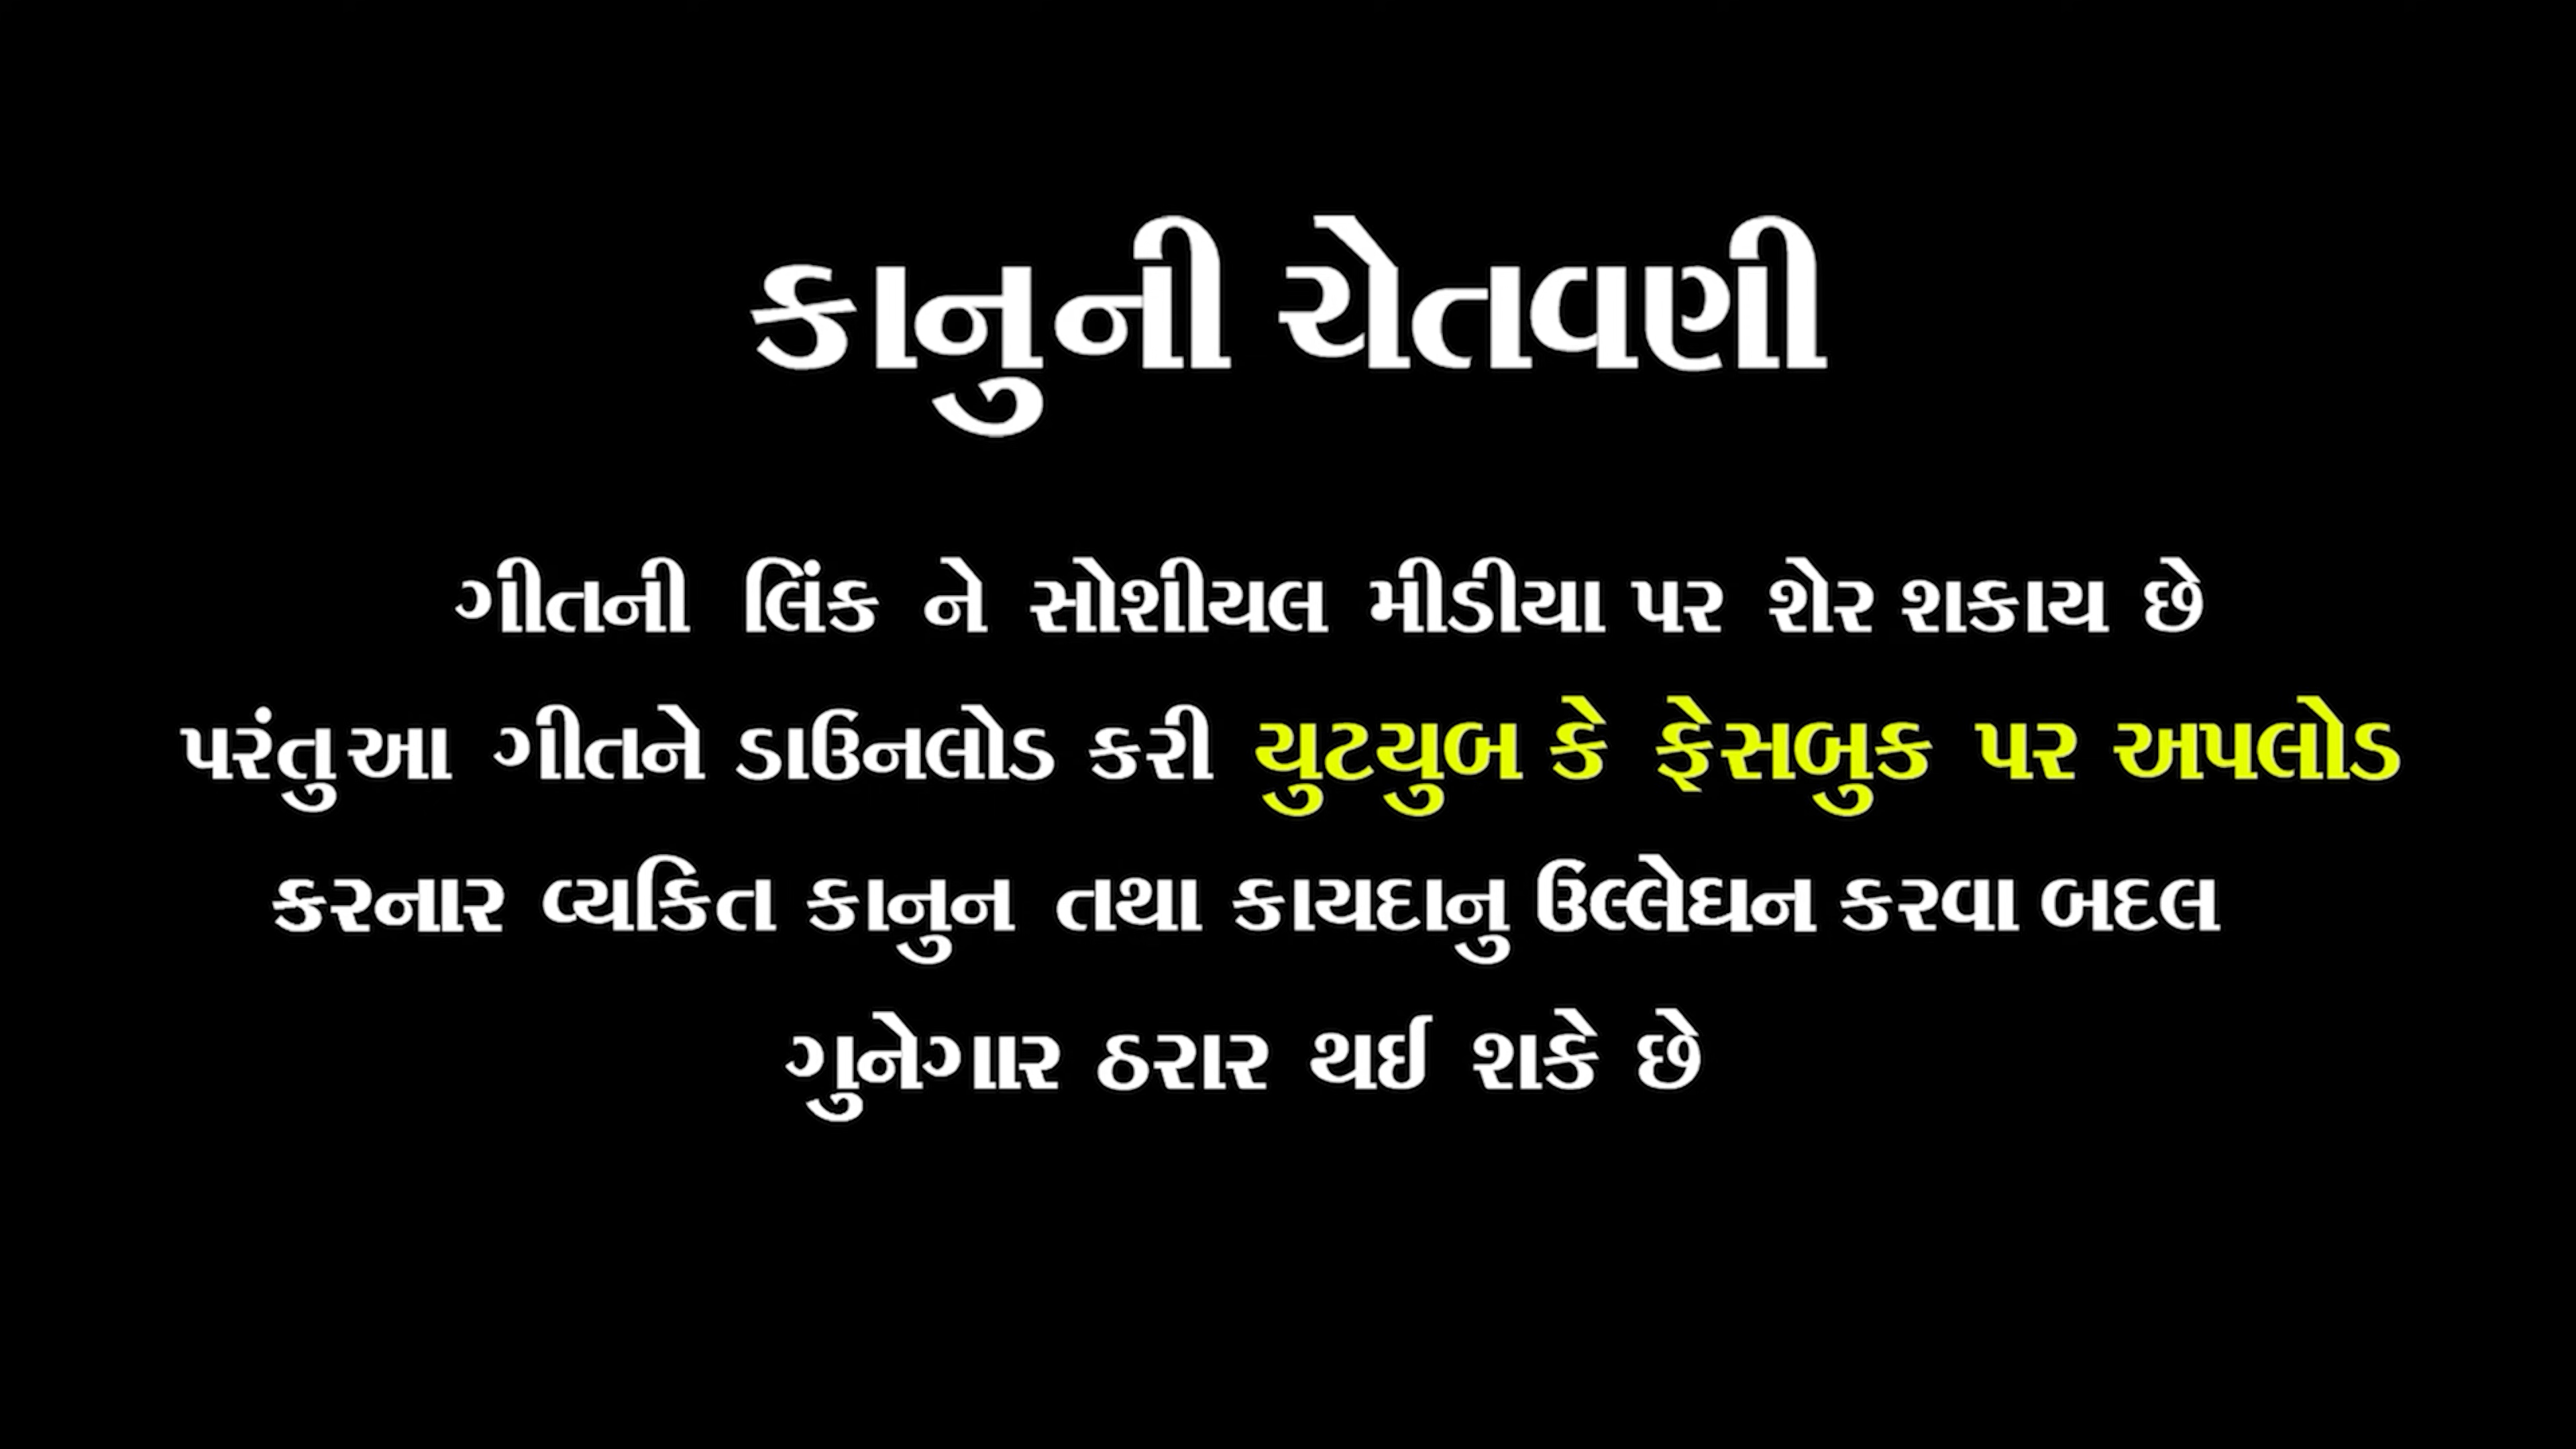 કાનુની ચેતવણી
ગીતની લિંક ને સોશીયલ મીડીયા પર શેર શકાય છે
પરંતુ આ ગીતને ડાઉનલોડ કરી યુટયુબ કે ફેસબુક પર અપલોડ
કરનાર વ્યકિત કાનુન તથા કાયદાનુ ઉલ્લેઘન કરવા બદલ
ગુનેગાર ઠરાર થઈ શકે છે